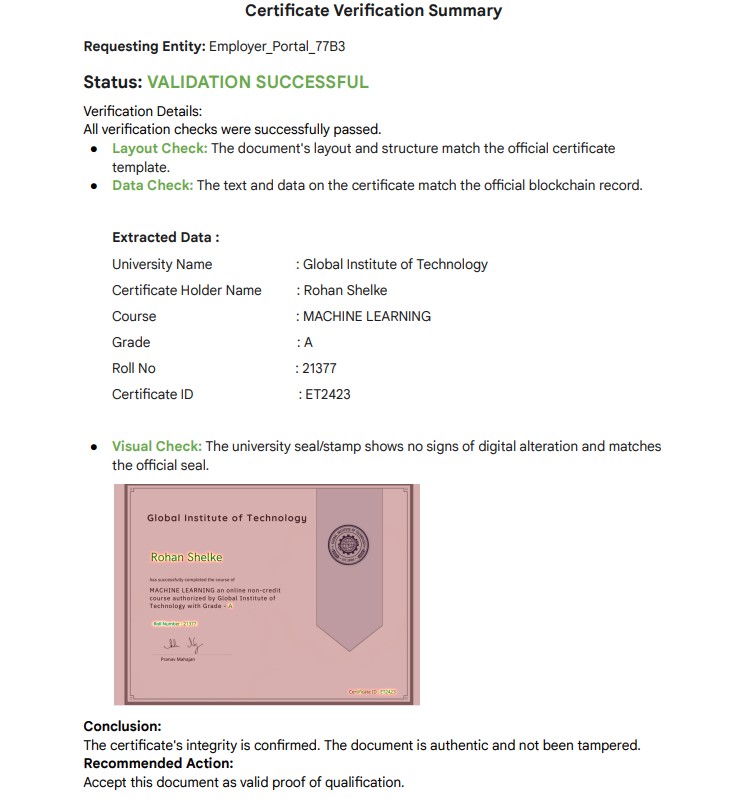 Certificate Verification Summary
Requesting Entity: Employer_Portal_77B3
Status: VALIDATION SUCCESSFUL
Verification Details:
All verification checks were successfully passed.
● Layout Check: The document's layout and structure match the official certificate
template.
● Data Check: The text and data on the certificate match the official blockchain record.
Extracted Data :
University Name : Global Institute of Technology
Certificate Holder Name : Rohan Shelke
Course : MACHINE LEARNING
Grade : A
Roll No : 21377
Certificate ID : ET2423
● Visual Check: The university seal/stamp shows no signs of digital alteration and matches
the official seal.
Global Institute of Technology
Rohan Shelke
has successfully completed the course of
MACHINE LEARNING an online non-credit
course authorized by Global Institute of
Technology with Grade - A
Roll Number : 21377
Pranav Mahajan
Certificate ID : ET2423
Conclusion:
The certificate's integrity is confirmed. The document is authentic and not been tampered.
Recommended Action:
Accept this document as valid proof of qualification.